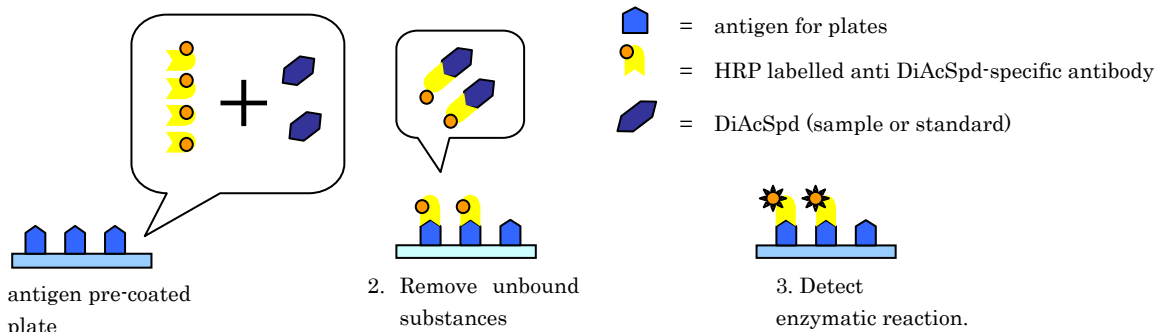 = antigen for plates
= HRP labelled anti DiAcSpd-specific antibody
= DiAcSpd (sample or standard)
antigen pre-coated
plate
2. Remove unbound
substances
3. Detect
enzymatic reaction.